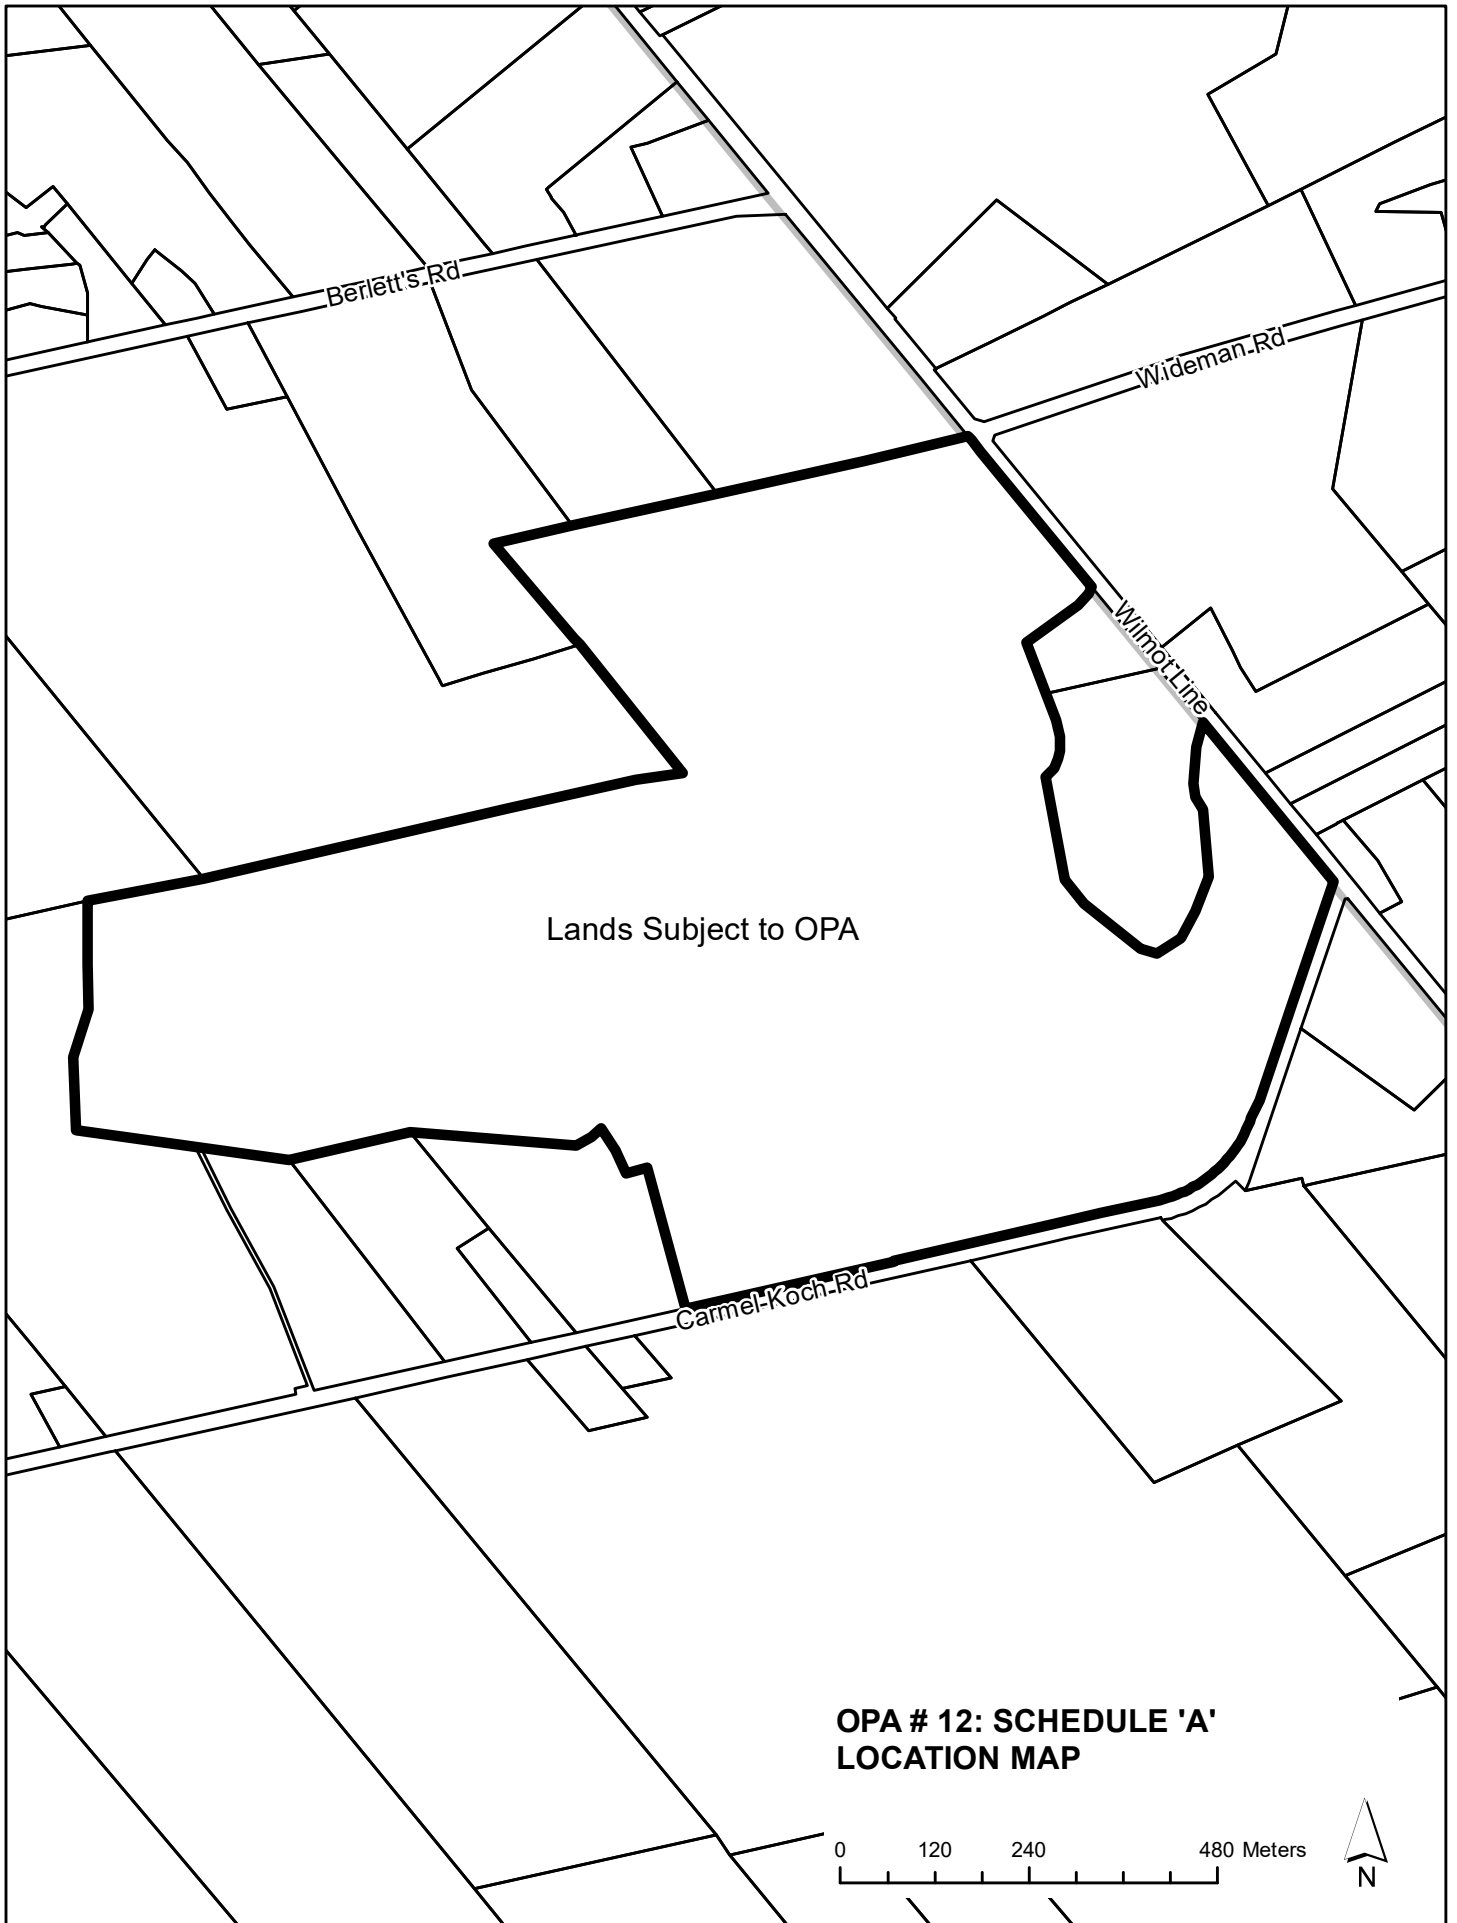 Berlett's Rd
Wideman Rd
Wilmot Line
Lands Subject to OPA
Carmel-Koch Rd
OPA # 12: SCHEDULE 'A'
LOCATION MAP
0 120 240 480 Meters
N